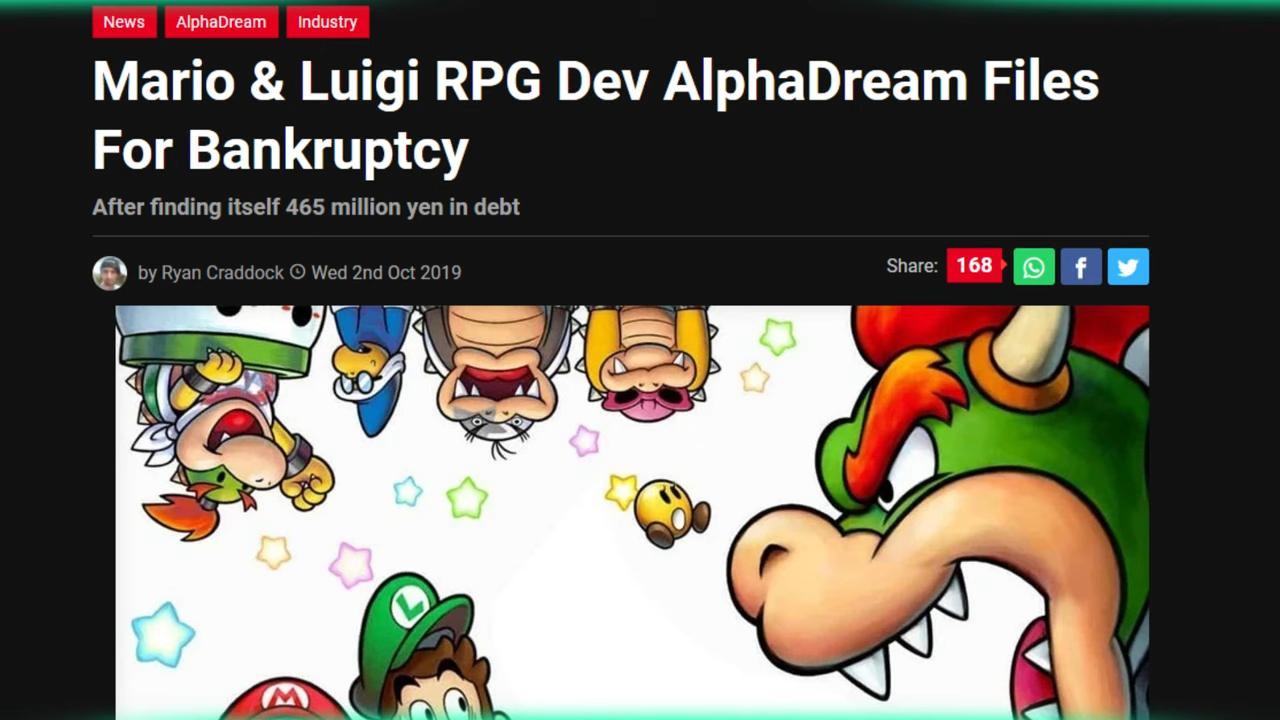 News AlphaDream Industry
Mario & Luigi RPG Dev AlphaDream Files
For Bankruptcy
After finding itself 465 million yen in debt
by Ryan Craddock Wed 2nd Oct 2019
Share: 168
L
M